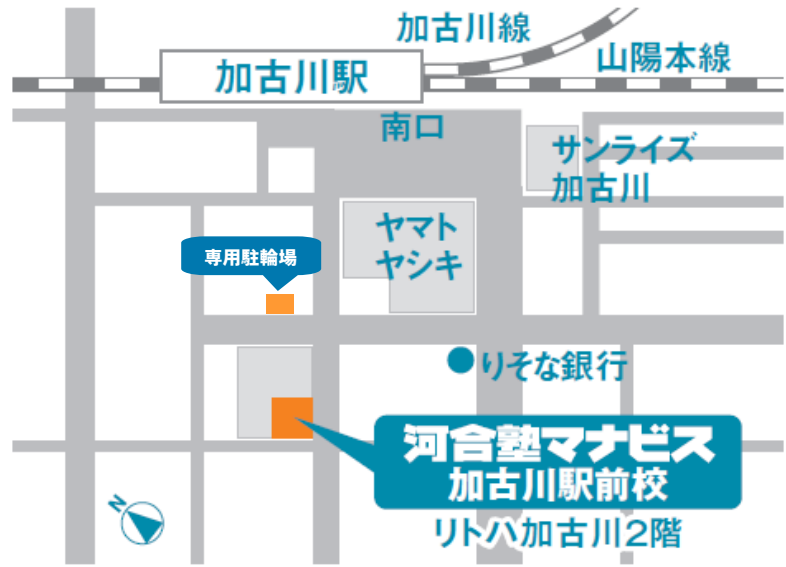 加古川線
山陽本線
加古川駅
南口
サンライズ
加古川
ヤマト
ヤシキ
専用駐輪場
りそな銀行
河合塾マナビス
加古川駅前校
リトハ加古川2階
N